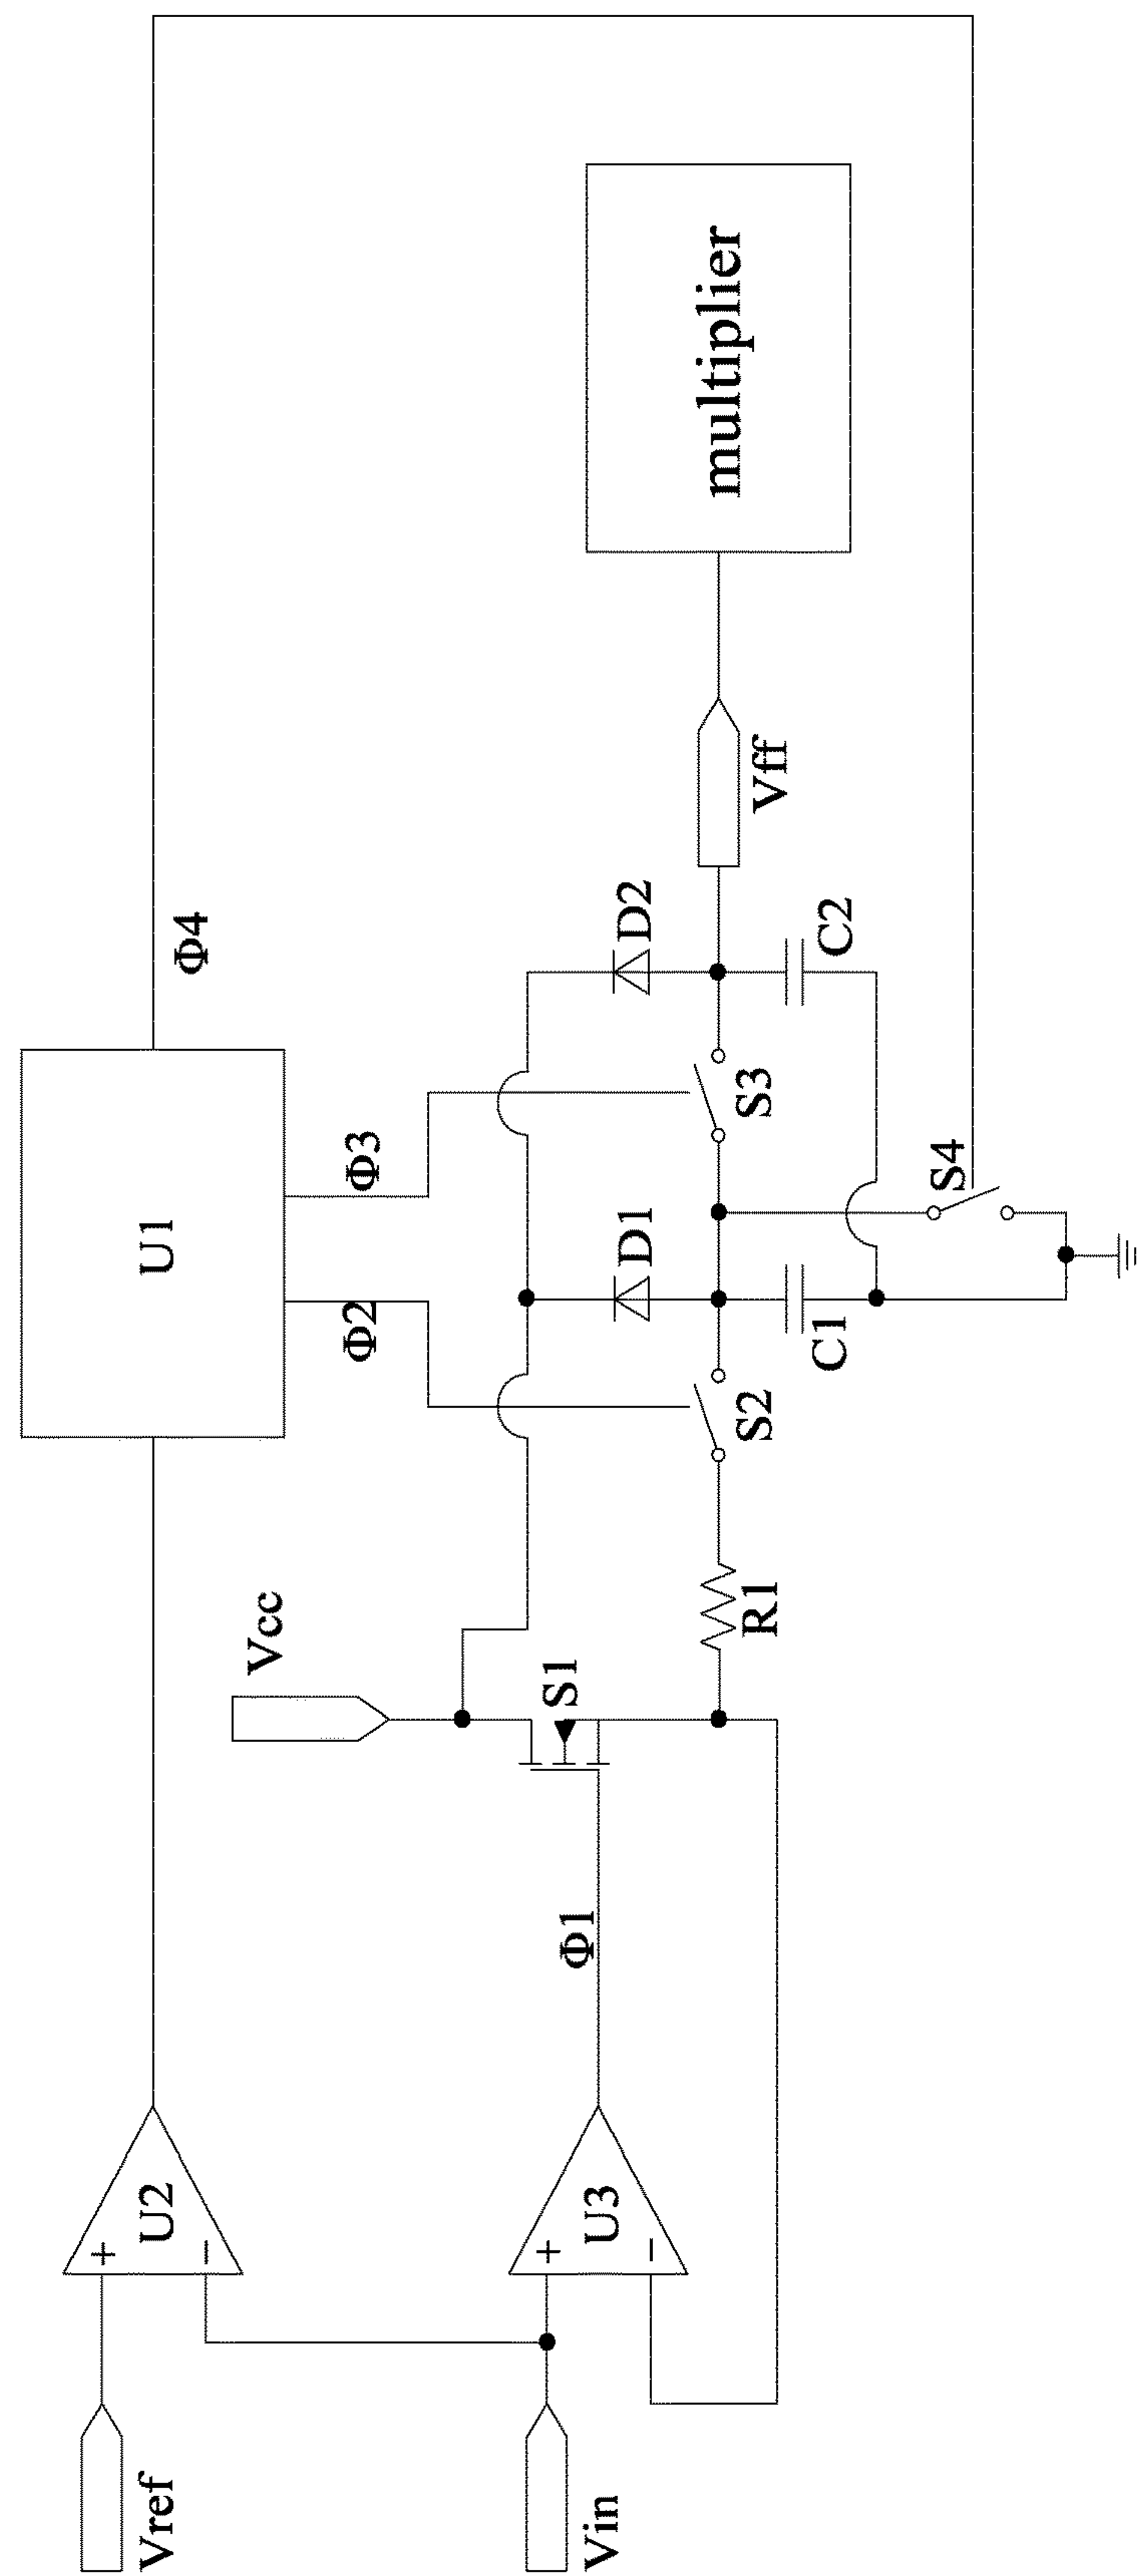 Vref
+
−
U2
U1
Φ4
Φ2
Φ3
Vcc
Vin
+
−
U3
Φ1
S1
R1
S2
D1
C1
S3
D2
C2
S4
Vff
multiplier